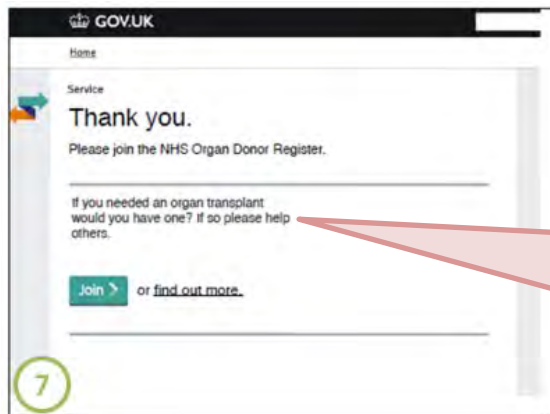 GOV.UK
Home
Service
Thank you.
Please join the NHS Organ Donor Register.
If you needed an organ transplant
would you have one? If so please help
others.
Join > or find out more.
7